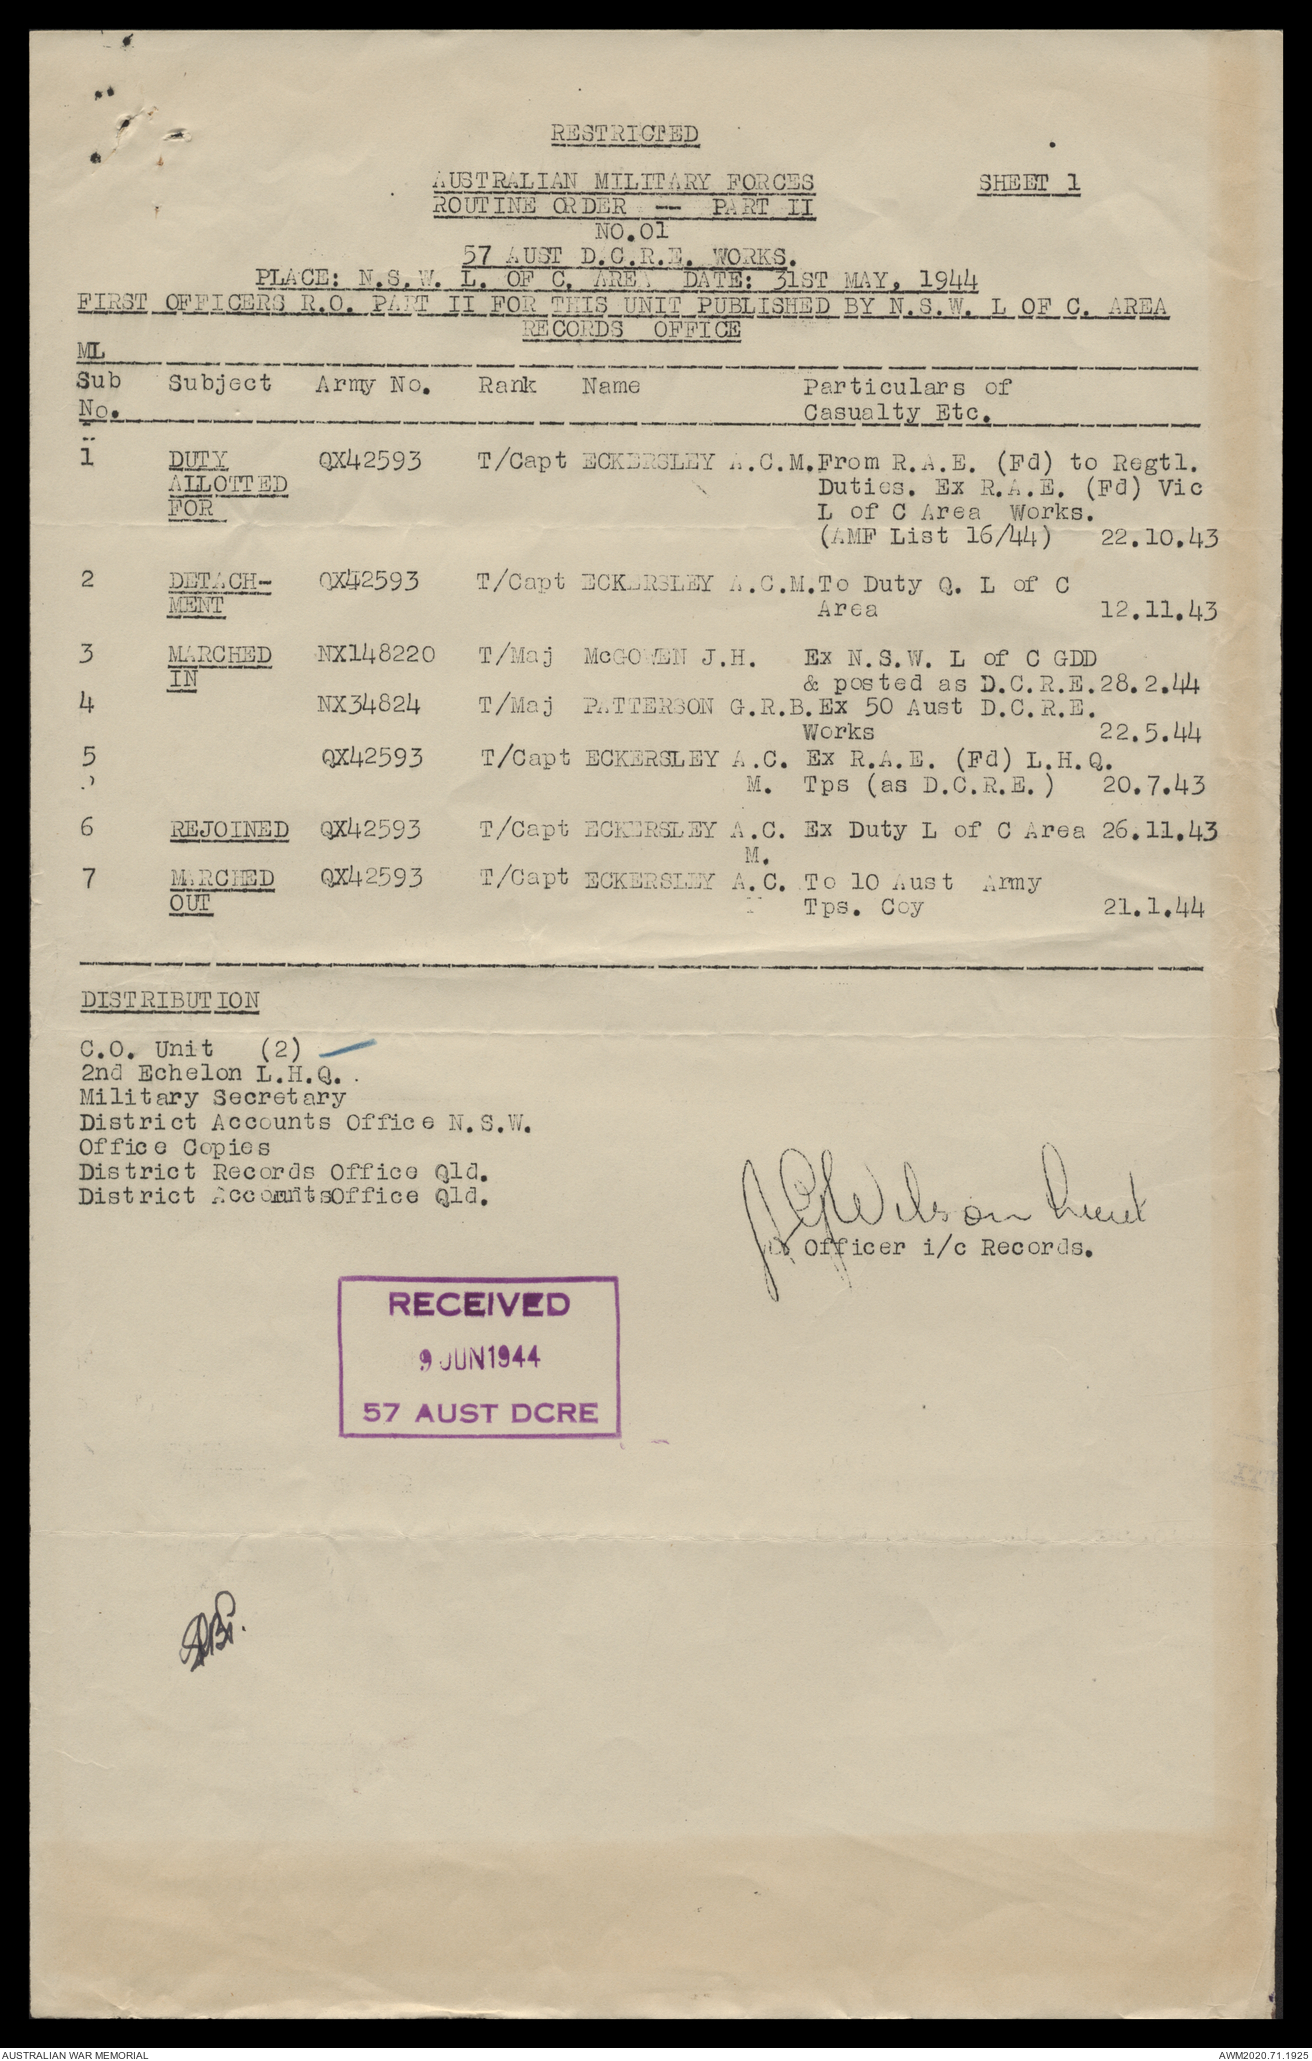 RESTRICTED
AUSTRALIAN MILITARY FORCES SHEET 1
ROUTINE ORDER -- PART II
NO.01
57 AUST D.C.R.E. WORKS.
PLACE: N.S.W. L. OF C. AREA DATE: 31ST MAY, 1944
FIRST OFFICERS R.O. PART II FOR THIS UNIT PUBLISHED BY N.S.W. L OF C. AREA
RECORDS OFFICE
ML
Sub Subject Army No. Rank Name Particulars of
No. Casualty Etc.
1 DUTY QX42593 T/Capt ECKERSLEY A.C.M. From R.A.E. (Fd) to Regtl.
ALLOTTED Duties. Ex R.A.E. (Fd) Vic
FOR L of C Area Works.
(AMF List 16/44) 22.10.43
2 DETACH- QX42593 T/Capt ECKERSLEY A.C.M. To Duty Q. L of C
MENT Area 12.11.43
3 MARCHED NX148220 T/Maj McGOWEN J.H. Ex N.S.W. L of C GDD
IN & posted as D.C.R.E. 28.2.44
4 NX34824 T/Maj PATTERSON G.R.B. Ex 50 Aust D.C.R.E.
Works 22.5.44
5 QX42593 T/Capt ECKERSLEY A.C. Ex R.A.E. (Fd) L.H.Q.
M. Tps (as D.C.R.E.) 20.7.43
6 REJOINED QX42593 T/Capt ECKERSLEY A.C. Ex Duty L of C Area 26.11.43
M.
7 MARCHED QX42593 T/Capt ECKERSLEY A.C. To 10 Aust Army
OUT Tps. Coy 21.1.44
DISTRIBUTION
C.O. Unit (2)
2nd Echelon L.H.Q.
Military Secretary
District Accounts Office N.S.W.
Office Copies
District Records Office Qld.
District AccountsOffice Qld.
Wilson Lieut
Officer i/c Records.
RECEIVED
9 JUN 1944
57 AUST DCRE
AUSTRALIAN WAR MEMORIAL AWM2020.71.1925